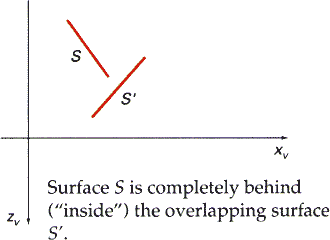 S
S'
x_v
z_v
Surface S is completely behind
(“inside”) the overlapping surface
S'.